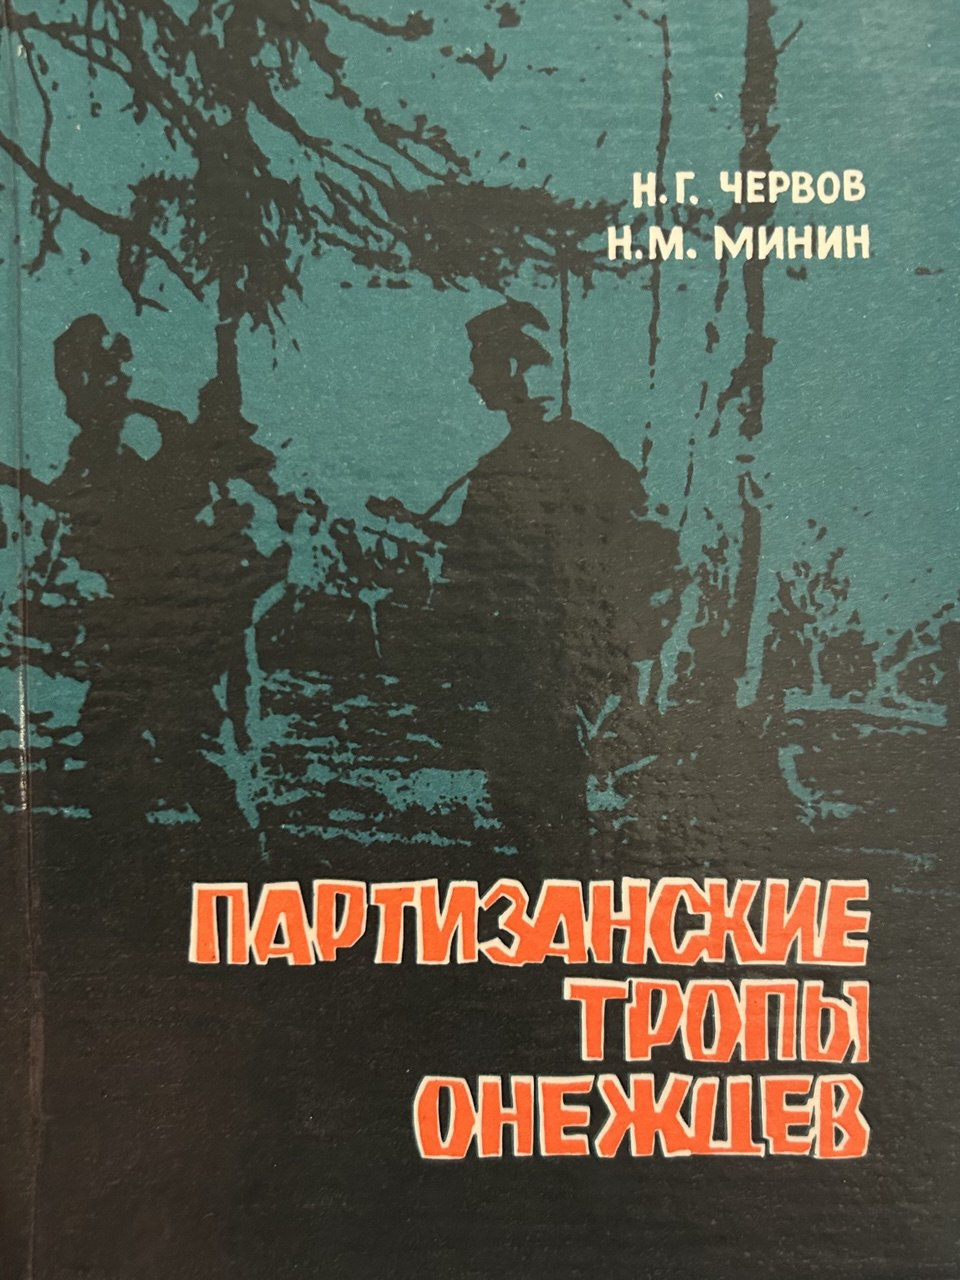 Н.Г. ЧЕРВОВ
Н.М. МИНИН
ПАРТИЗАНСКИЕ
ТРОПЫ
ОНЕЖЦЕВ